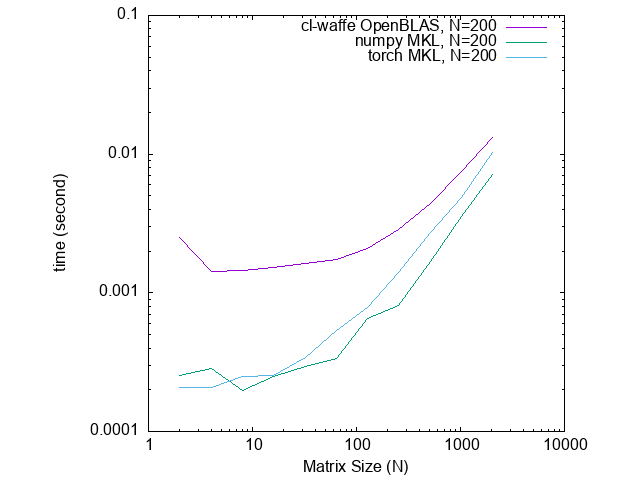 0.1
cl-waffe OpenBLAS, N=200
numpy MKL, N=200
torch MKL, N=200
0.01
time (second)
0.001
0.0001
1 10 100 1000 10000
Matrix Size (N)